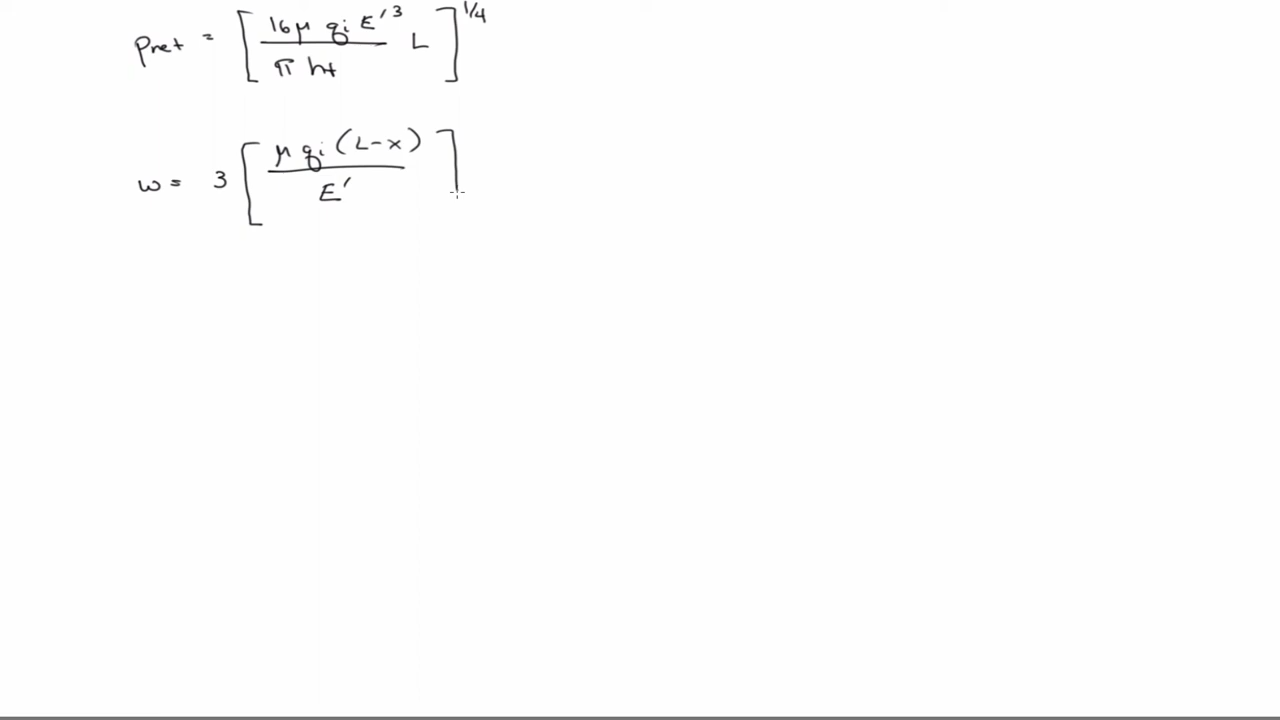 Pnet = [ 16μ qi E'³ / π hf L ]^1/4
w = 3 [ μ qi (L-x) / E' ]